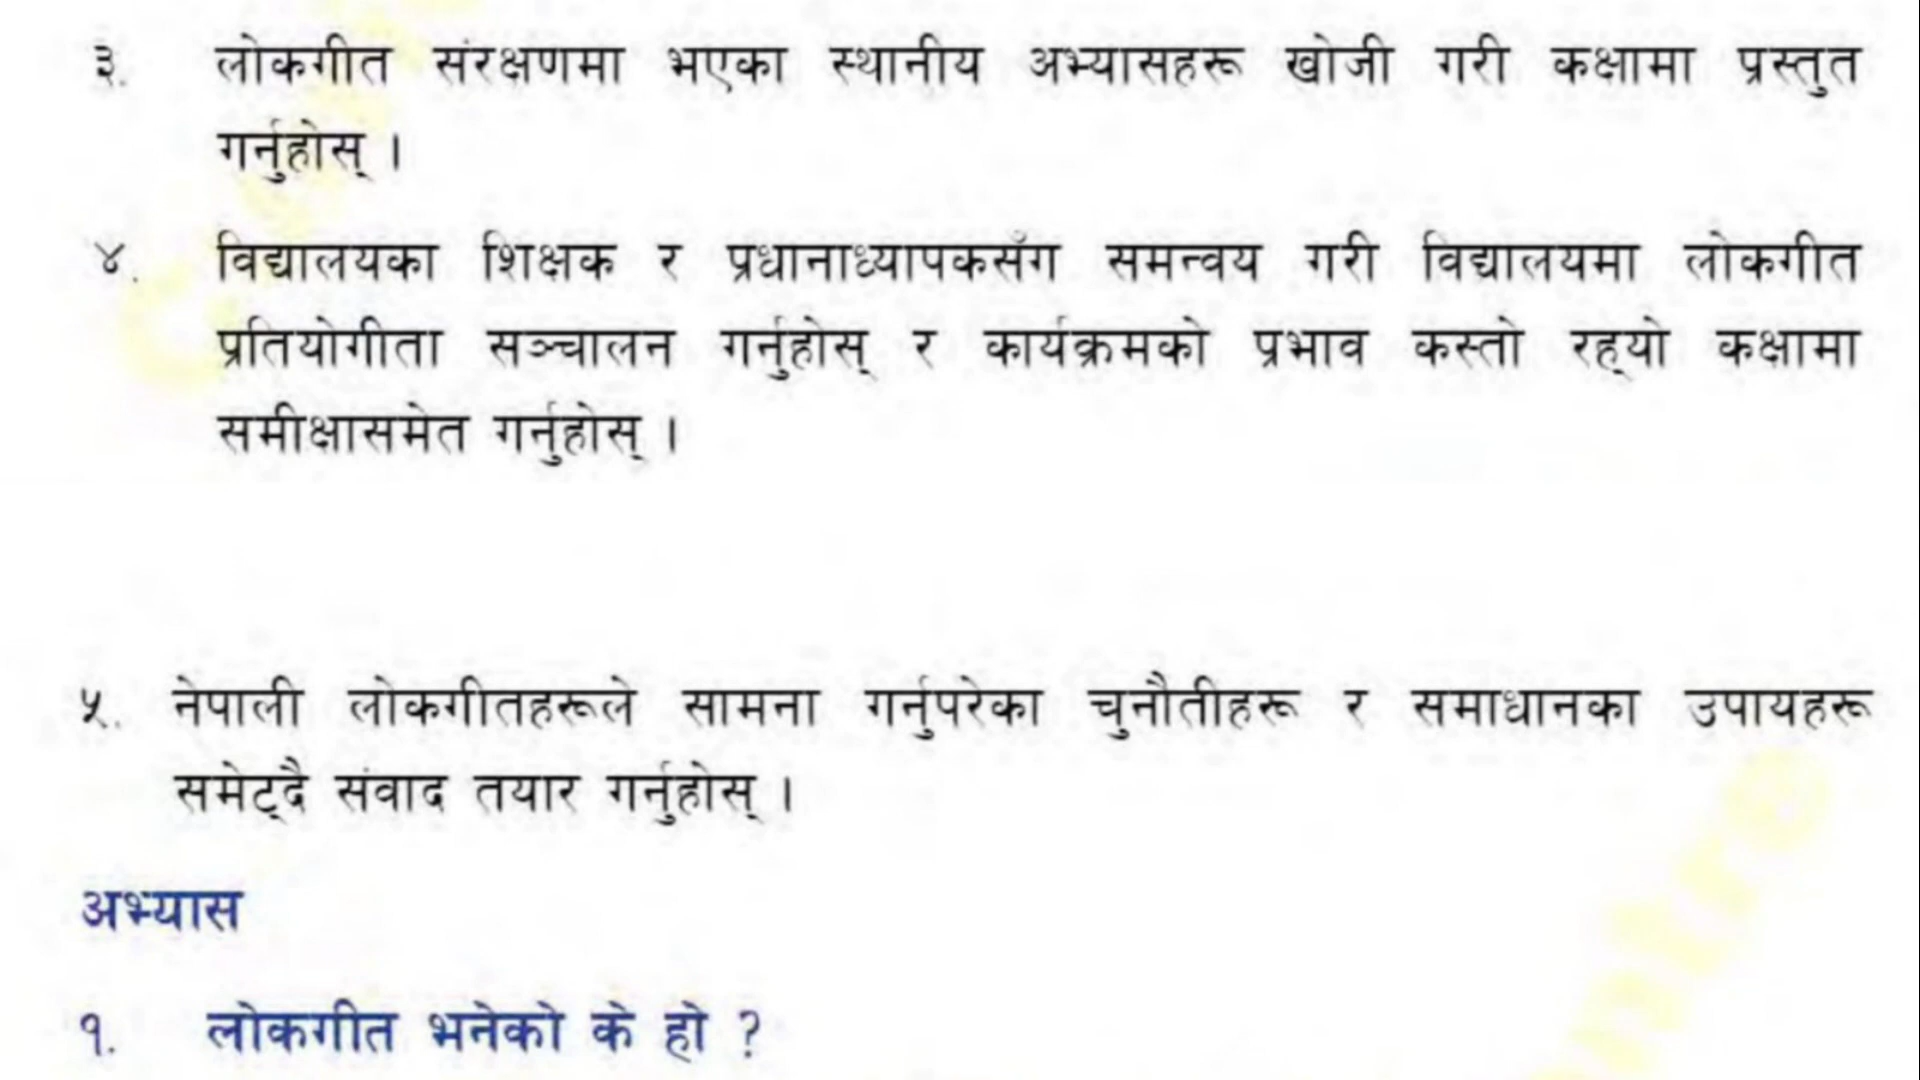 ३. लोकगीत संरक्षणमा भएका स्थानीय अभ्यासहरू खोजी गरी कक्षामा प्रस्तुत
गर्नुहोस् ।
४. विद्यालयका शिक्षक र प्रधानाध्यापकसँग समन्वय गरी विद्यालयमा लोकगीत
प्रतियोगीता सञ्चालन गर्नुहोस् र कार्यक्रमको प्रभाव कस्तो रह्यो कक्षामा
समीक्षासमेत गर्नुहोस् ।
५. नेपाली लोकगीतहरूले सामना गर्नुपरेका चुनौतीहरू र समाधानका उपायहरू
समेट्दै संवाद तयार गर्नुहोस् ।
अभ्यास
१. लोकगीत भनेको के हो ?